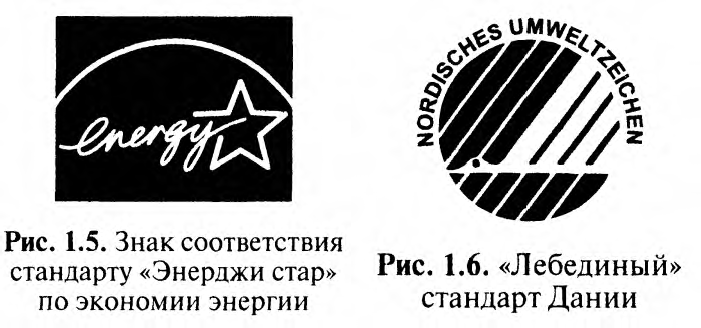 energy
Рис. 1.5. Знак соответствия
стандарту «Энерджи стар»
по экономии энергии
NORDISCHES UMWELTZEICHEN
Рис. 1.6. «Лебединый»
стандарт Дании